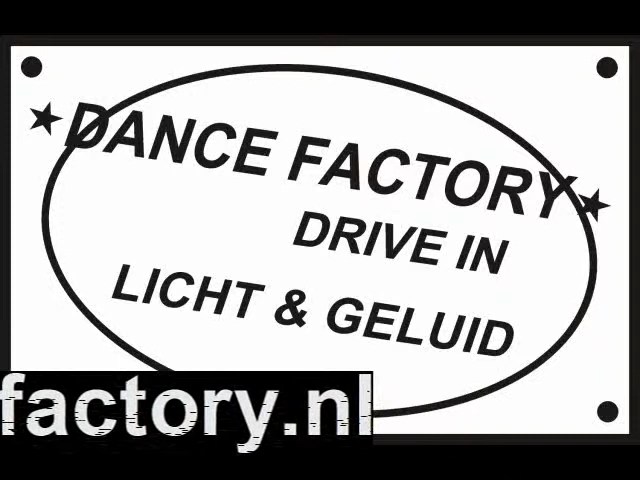 ★DANCE FACTORY★
DRIVE IN
LICHT & GELUID
factory.nl